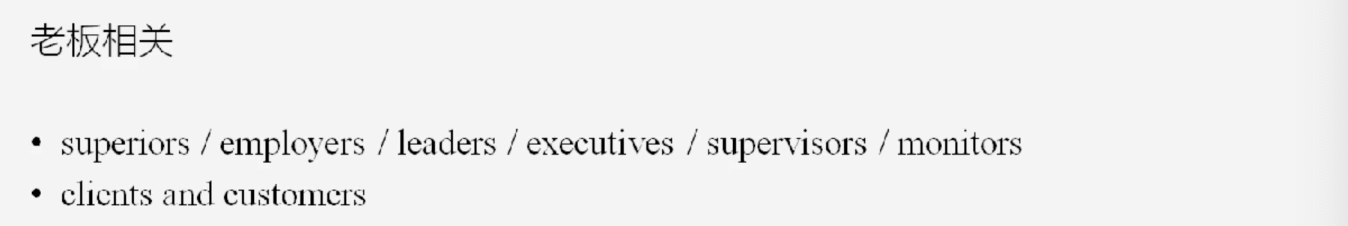 老板相关
• superiors / employers / leaders / executives / supervisors / monitors
• clients and customers